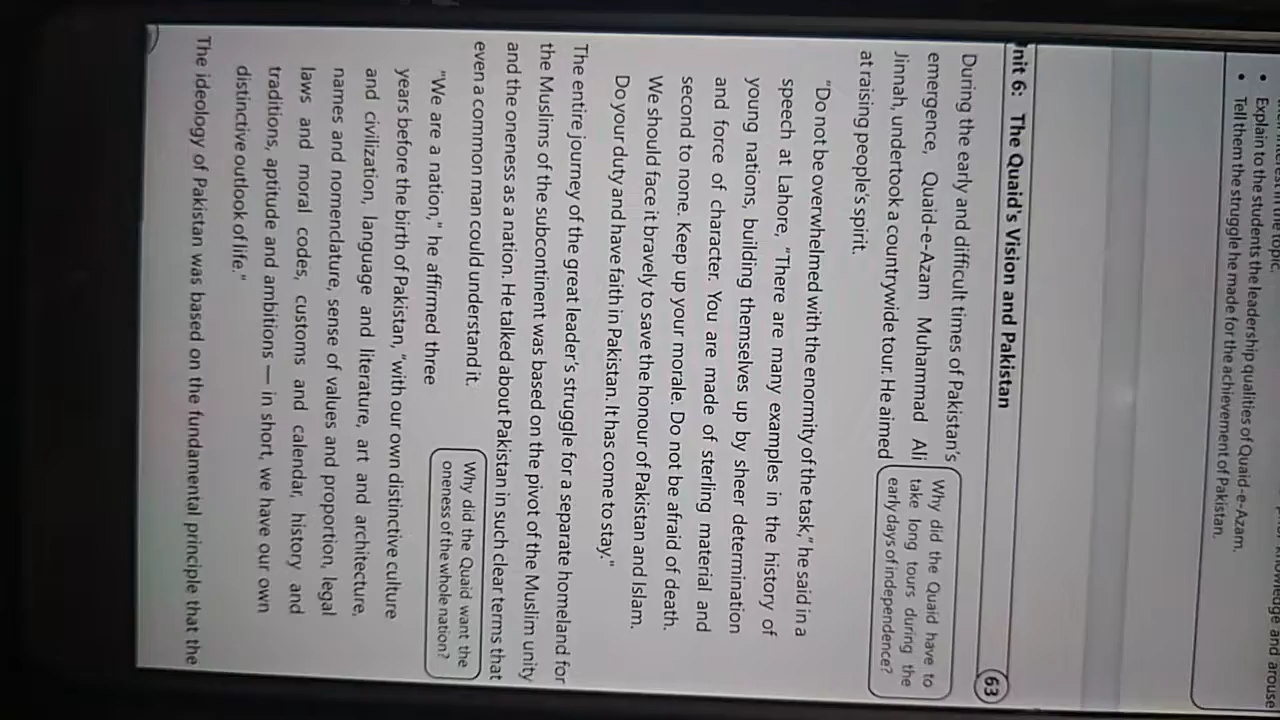 the topic.
knowledge and arouse
• Explain to the students the leadership qualities of Quaid-e-Azam.
• Tell them the struggle he made for the achievement of Pakistan.
nit 6: The Quaid's Vision and Pakistan
63
During the early and difficult times of Pakistan's
emergence, Quaid-e-Azam Muhammad Ali
Jinnah, undertook a countrywide tour. He aimed
at raising people's spirit.
Why did the Quaid have to
take long tours during the
early days of independence?
"Do not be overwhelmed with the enormity of the task," he said in a
speech at Lahore, "There are many examples in the history of
young nations, building themselves up by sheer determination
and force of character. You are made of sterling material and
second to none. Keep up your morale. Do not be afraid of death.
We should face it bravely to save the honour of Pakistan and Islam.
Do your duty and have faith in Pakistan. It has come to stay."
The entire journey of the great leader's struggle for a separate homeland for
the Muslims of the subcontinent was based on the pivot of the Muslim unity
and the oneness as a nation. He talked about Pakistan in such clear terms that
even a common man could understand it.
"We are a nation," he affirmed three
Why did the Quaid want the
oneness of the whole nation?
years before the birth of Pakistan, "with our own distinctive culture
and civilization, language and literature, art and architecture,
names and nomenclature, sense of values and proportion, legal
laws and moral codes, customs and calendar, history and
traditions, aptitude and ambitions — in short, we have our own
distinctive outlook of life."
The ideology of Pakistan was based on the fundamental principle that the